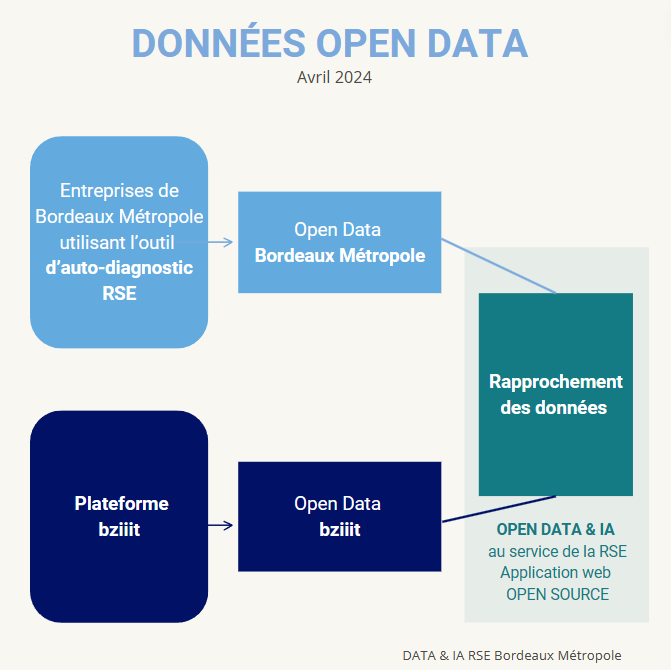 DONNÉES OPEN DATA
Avril 2024
Entreprises de
Bordeaux Métropole
utilisant l'outil
d'auto-diagnostic
RSE
Open Data
Bordeaux Métropole
Rapprochement
des données
Plateforme
bziiit
Open Data
bziiit
OPEN DATA & IA
au service de la RSE
Application web
OPEN SOURCE
DATA & IA RSE Bordeaux Métropole